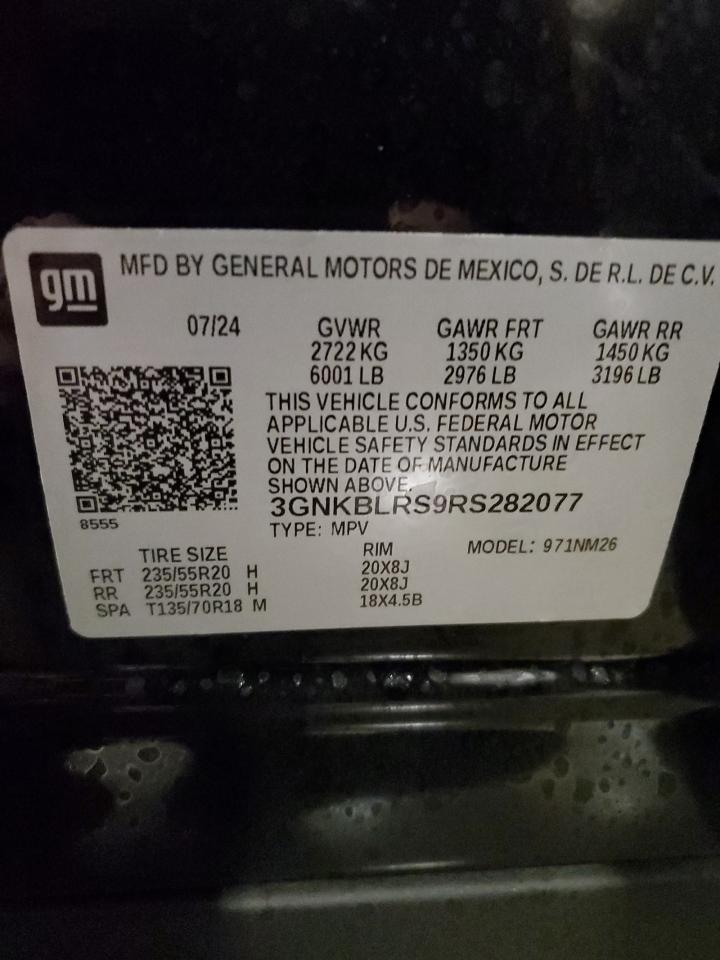 gm
MFD BY GENERAL MOTORS DE MEXICO, S. DE R.L. DE C.V.
07/24 GVWR GAWR FRT GAWR RR
2722 KG 1350 KG 1450 KG
6001 LB 2976 LB 3196 LB
THIS VEHICLE CONFORMS TO ALL
APPLICABLE U.S. FEDERAL MOTOR
VEHICLE SAFETY STANDARDS IN EFFECT
ON THE DATE OF MANUFACTURE
SHOWN ABOVE.
3GNKBLRS9RS282077
8555
TYPE: MPV
TIRE SIZE RIM MODEL: 971NM26
FRT 235/55R20 H 20X8J
RR 235/55R20 H 20X8J
SPA T135/70R18 M 18X4.5B